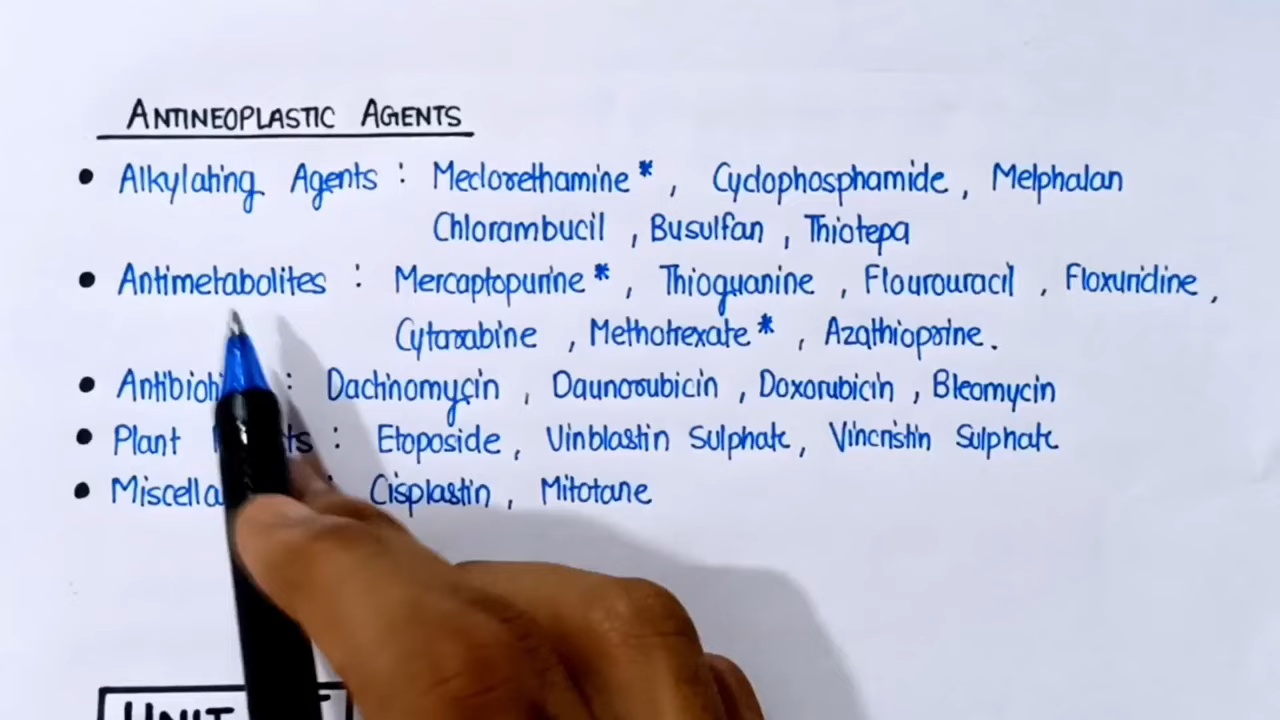 ANTINEOPLASTIC AGENTS
• Alkylating Agents : Meclorethamine*, Cyclophosphamide, Melphalan
Chlorambucil, Busulfan, Thiotepa
• Antimetabolites : Mercaptopurine*, Thioguanine, Flourouracil, Floxuridine,
Cytarabine, Methotrexate*, Azathioprine.
• : Dactinomycin, Daunorubicin, Doxorubicin, Bleomycin
• Plant : Etoposide, Vinblastin Sulphate, Vincristin Sulphate
• : Cisplastin, Mitotane
UNIT